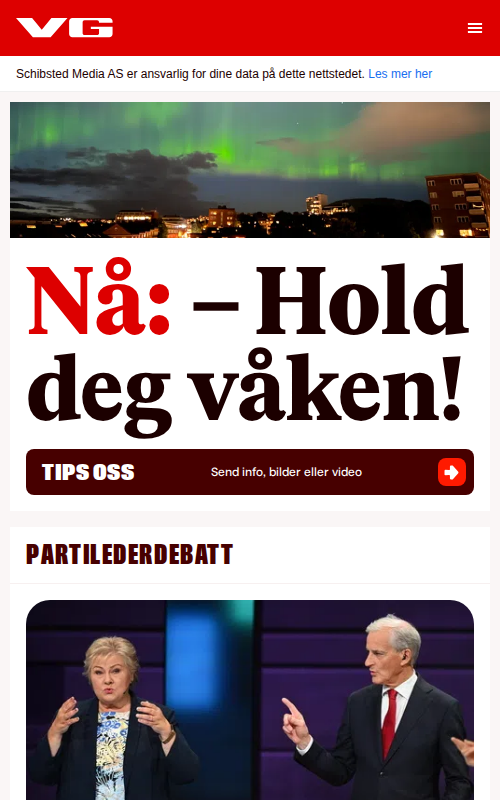 VG
Schibsted Media AS er ansvarlig for dine data på dette nettstedet. Les mer her
Nå: – Hold
deg våken!
TIPS OSS Send info, bilder eller video
PARTILEDERDEBATT